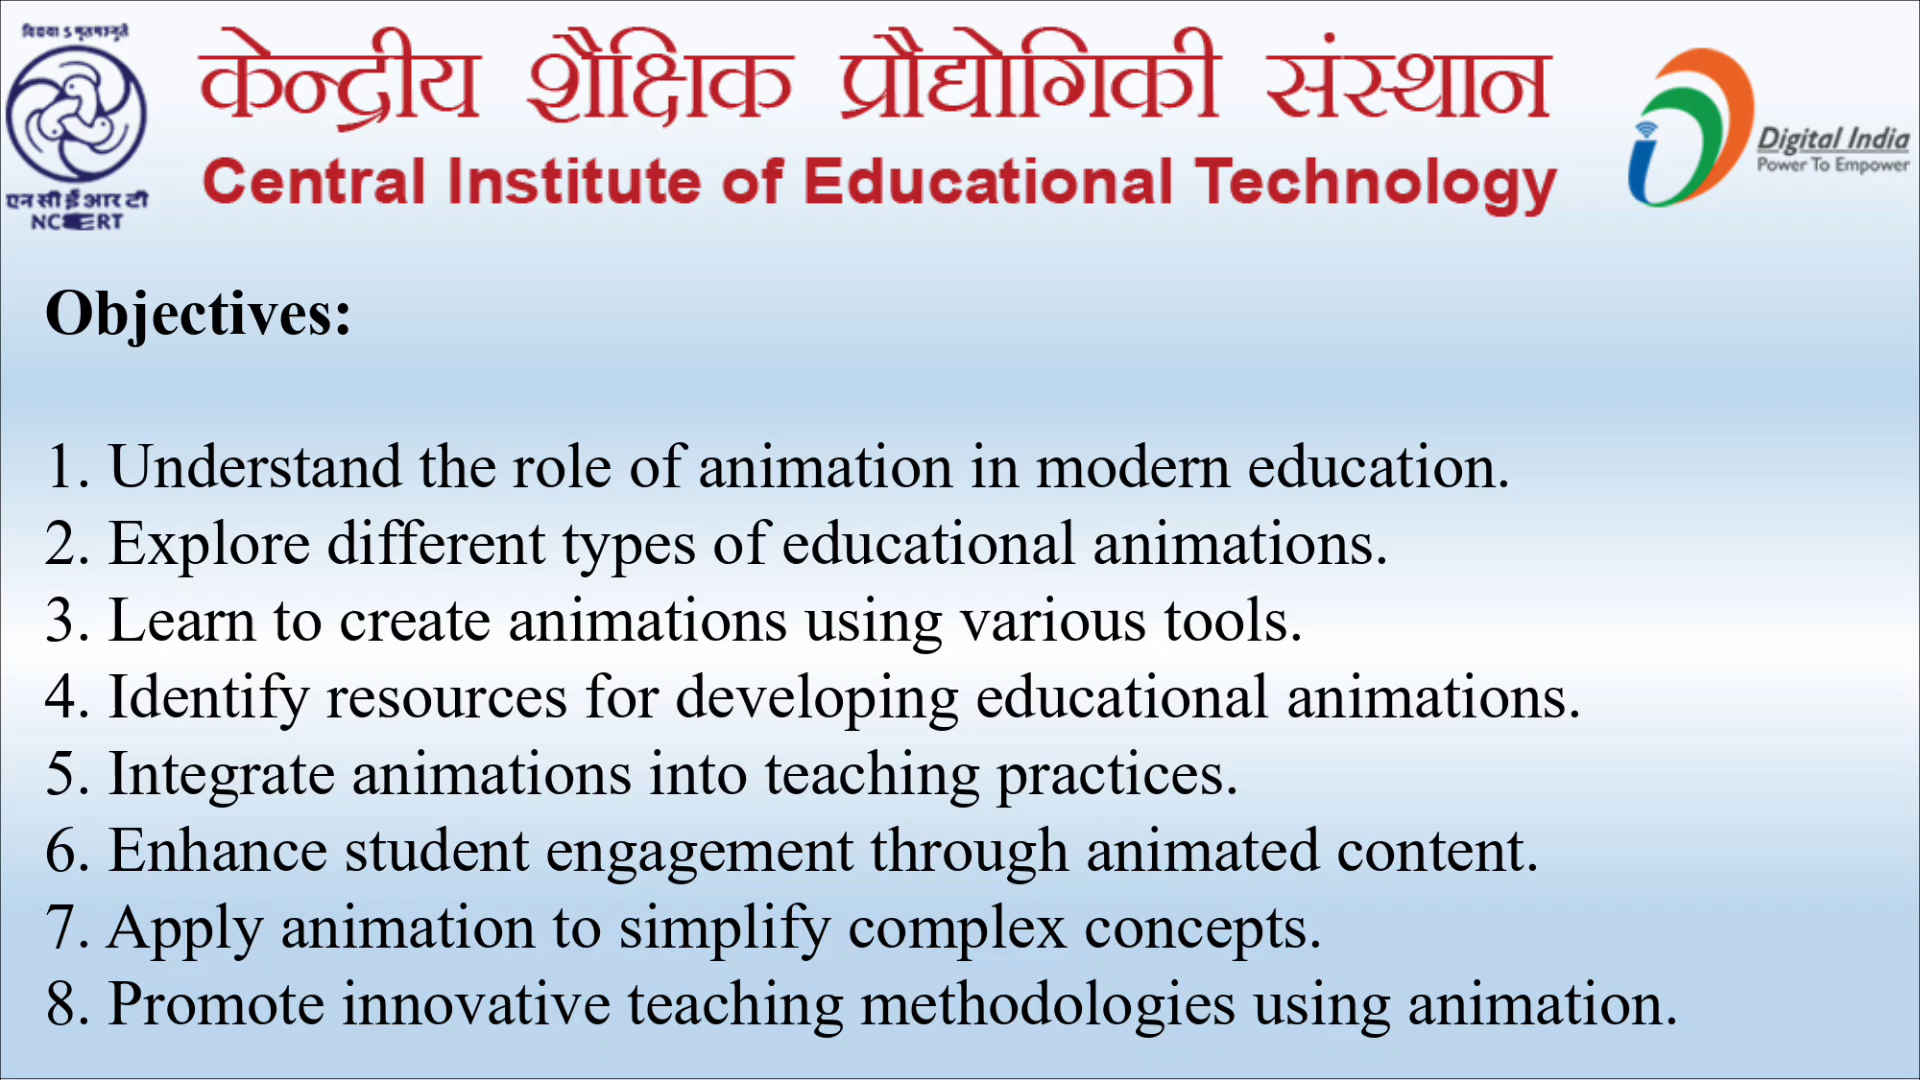 विद्यया ऽ मृतमश्नुते
एन सी ई आर टी
NCERT
केन्द्रीय शैक्षिक प्रौद्योगिकी संस्थान
Central Institute of Educational Technology
Digital India
Power To Empower
Objectives:
1. Understand the role of animation in modern education.
2. Explore different types of educational animations.
3. Learn to create animations using various tools.
4. Identify resources for developing educational animations.
5. Integrate animations into teaching practices.
6. Enhance student engagement through animated content.
7. Apply animation to simplify complex concepts.
8. Promote innovative teaching methodologies using animation.